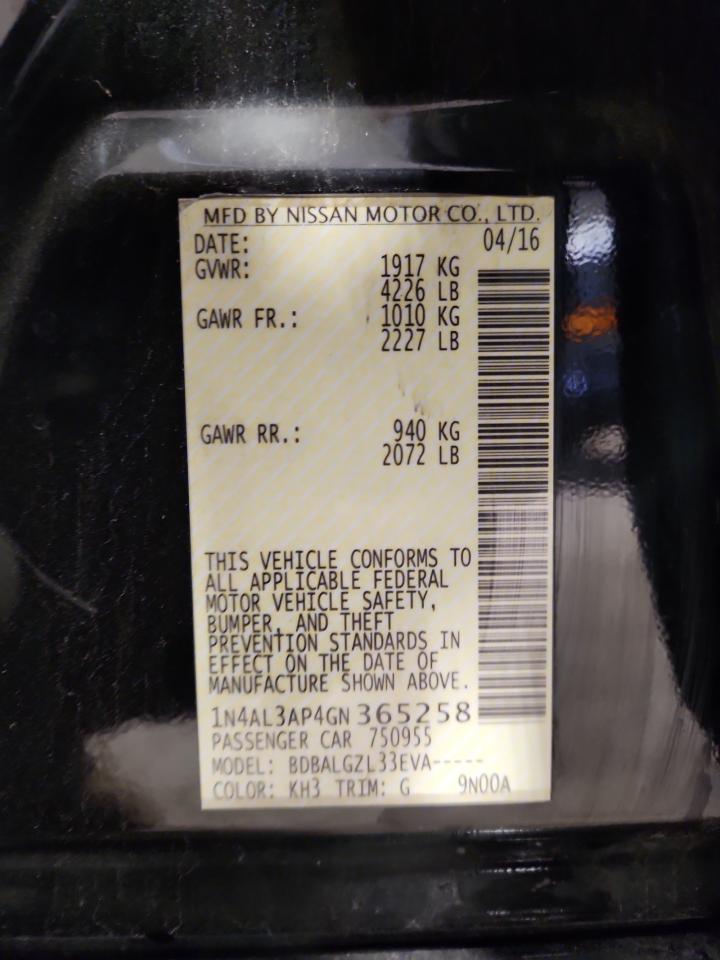 MFD BY NISSAN MOTOR CO., LTD.
DATE: 04/16
GVWR: 1917 KG
4226 LB
GAWR FR.: 1010 KG
2227 LB
GAWR RR.: 940 KG
2072 LB
THIS VEHICLE CONFORMS TO
ALL APPLICABLE FEDERAL
MOTOR VEHICLE SAFETY,
BUMPER, AND THEFT
PREVENTION STANDARDS IN
EFFECT ON THE DATE OF
MANUFACTURE SHOWN ABOVE.
1N4AL3AP4GN365258
PASSENGER CAR 750955
MODEL: BDBALGZL33EVA-----
COLOR: KH3 TRIM: G 9N00A